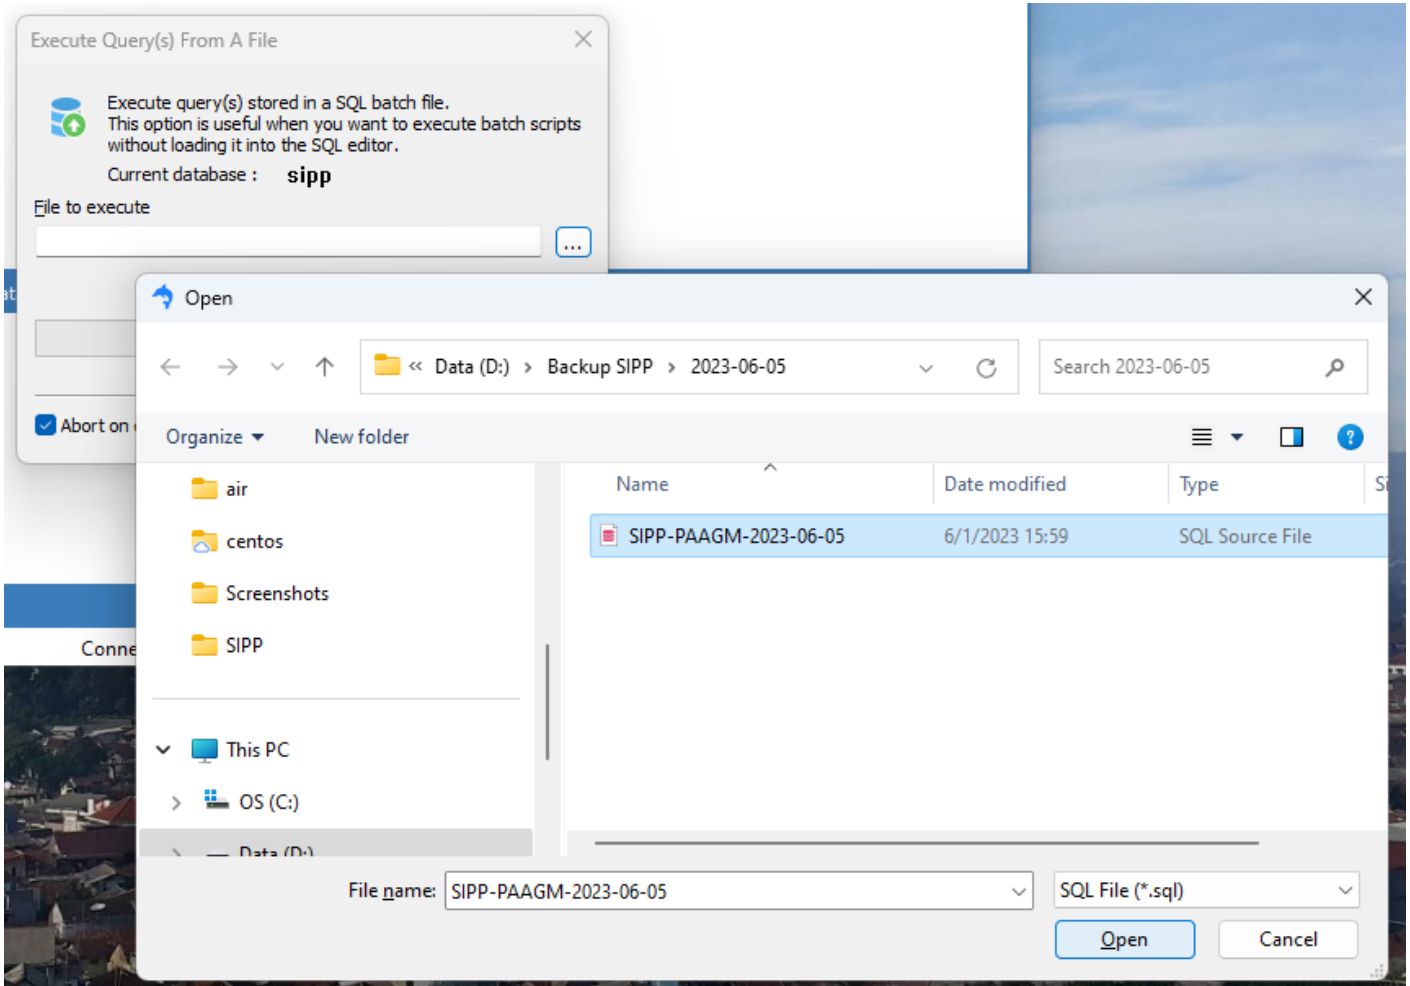 Execute Query(s) From A File
Execute query(s) stored in a SQL batch file.
This option is useful when you want to execute batch scripts
without loading it into the SQL editor.
Current database : sipp
File to execute
...
Abort on
Open
« Data (D:) > Backup SIPP > 2023-06-05
Search 2023-06-05
Organize
New folder
?
Name
Date modified
Type
Si
SIPP-PAAGM-2023-06-05
6/1/2023 15:59
SQL Source File
air
centos
Screenshots
SIPP
This PC
OS (C:)
Data (D:)
Conne
File name: SIPP-PAAGM-2023-06-05
SQL File (*.sql)
Open
Cancel